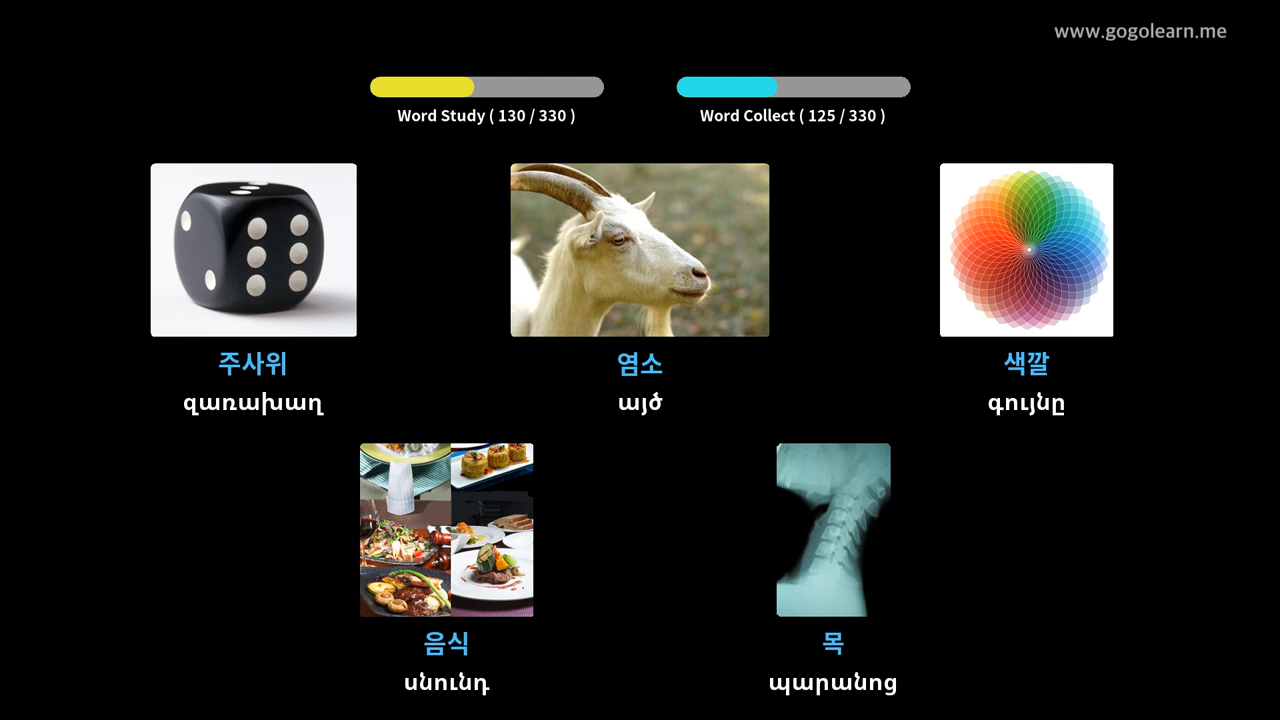 www.gogolearn.me
Word Study ( 130 / 330 )
Word Collect ( 125 / 330 )
주사위
զառախաղ
염소
այծ
색깔
գույնը
음식
սնունդ
목
պարանոց